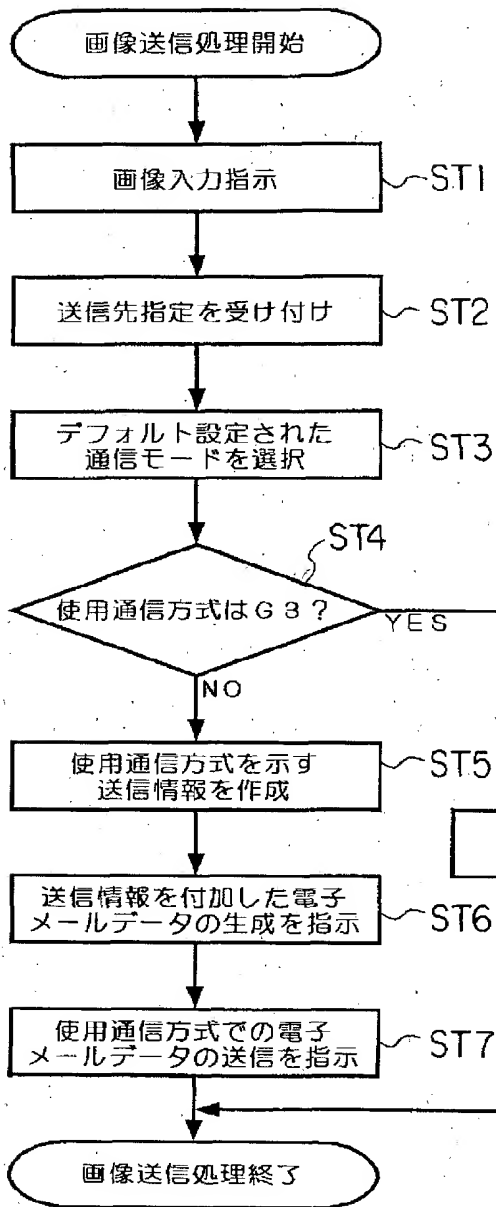 画像送信処理開始
画像入力指示
ST1
送信先指定を受け付け
ST2
デフォルト設定された
通信モードを選択
ST3
ST4
使用通信方式はG3?
YES
NO
使用通信方式を示す
送信情報を作成
ST5
送信情報を付加した電子
メールデータの生成を指示
ST6
使用通信方式での電子
メールデータの送信を指示
ST7
画像送信処理終了